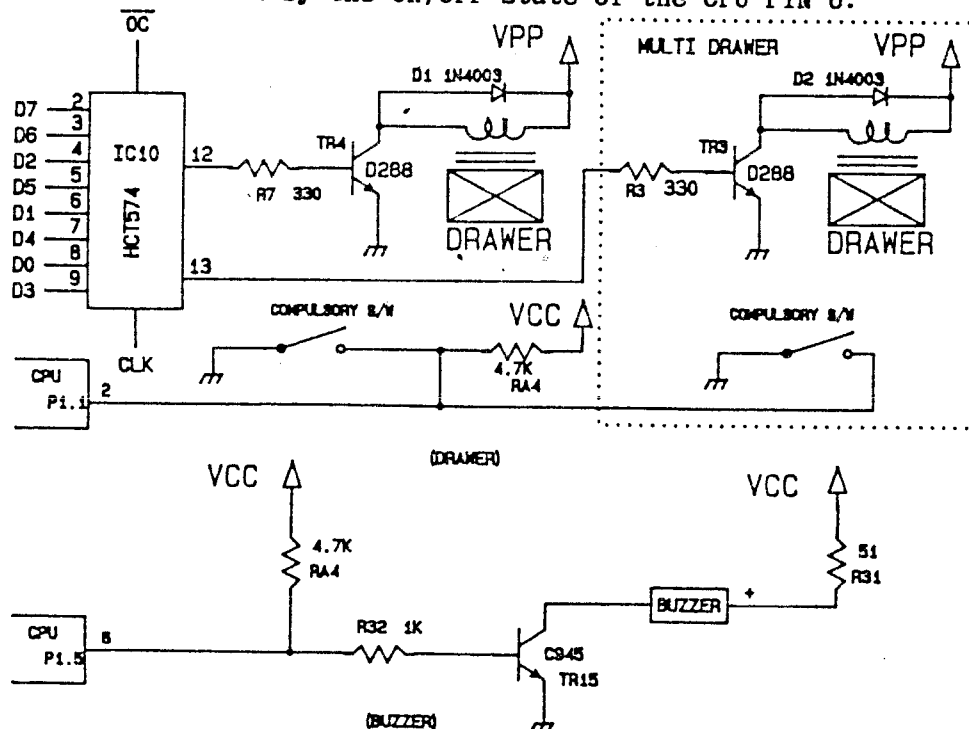 by the on/off state of the CPU PIN 6.
OC
VPP
MULTI DRAWER
VPP
D1 1N4003
D2 1N4003
D7 2
D6 3
D2 4
D5 5
D1 6
D4 7
D0 8
D3 9
IC10
HCT574
12
13
CLK
R7 330
TR4
D288
DRAWER
R3 330
TR3
D288
DRAWER
COMPULSORY S/W
VCC
4.7K
RA4
COMPULSORY S/W
CPU
P1.1
2
(DRAWER)
VCC
4.7K
RA4
VCC
51
R31
CPU
P1.5
6
R32 1K
C945
TR15
BUZZER
+
(BUZZER)